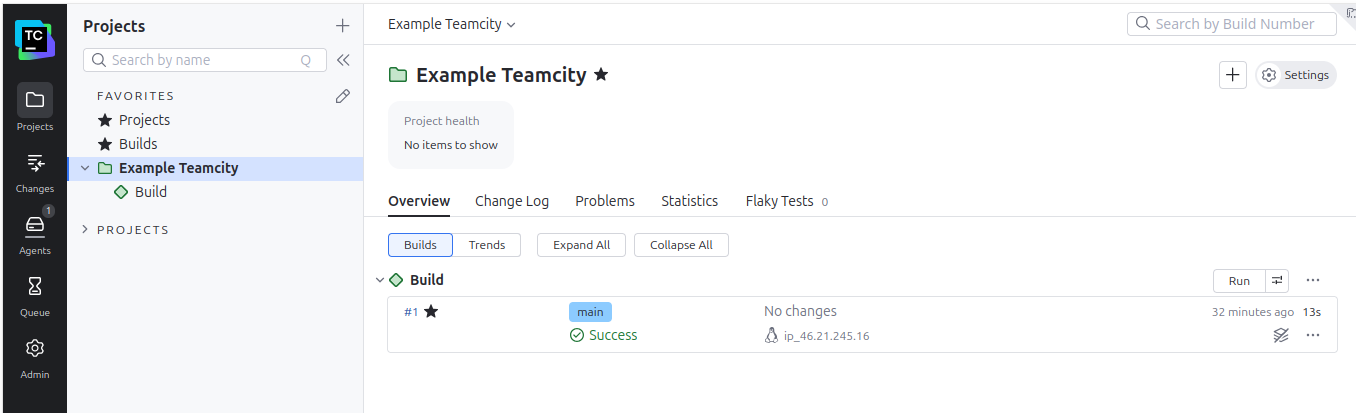 TC
Projects
Changes
1
Agents
Queue
Admin
Projects
Search by name Q
FAVORITES
Projects
Builds
Example Teamcity
Build
PROJECTS
Example Teamcity
Search by Build Number
Example Teamcity
Settings
Project health
No items to show
Overview Change Log Problems Statistics Flaky Tests 0
Builds Trends Expand All Collapse All
Build Run
#1 main No changes 32 minutes ago 13s
Success ip_46.21.245.16